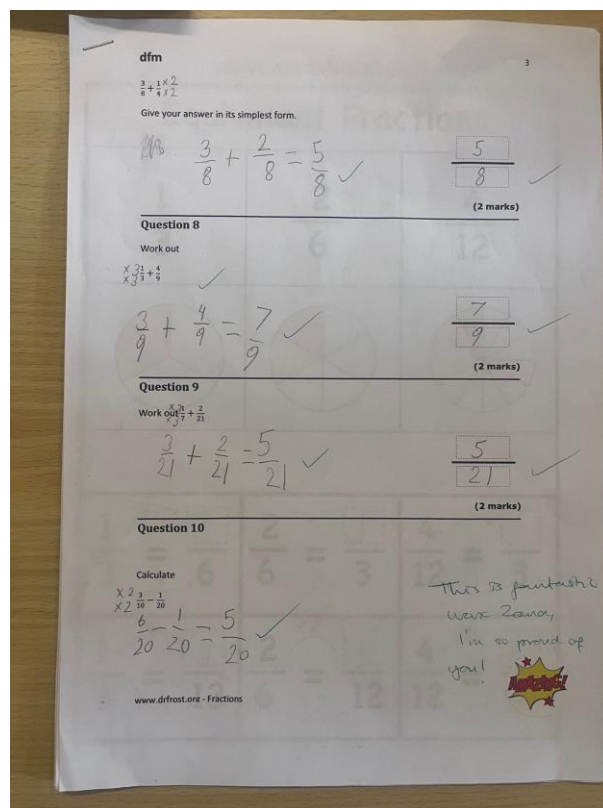 dfm
3
3/8 + 1/4 ×2 ×2
Give your answer in its simplest form.
3/8 + 2/8 = 5/8 ✓
5/8 ✓
(2 marks)
Question 8
Work out
×3 ×3 1/3 + 4/9 ✓
3/9 + 4/9 = 7/9 ✓
7/9 ✓
(2 marks)
Question 9
Work out ×3 ×3 1/7 + 2/21
3/21 + 2/21 = 5/21 ✓
5/21 ✓
(2 marks)
Question 10
Calculate
×2 ×2 3/10 − 1/20
6/20 − 1/20 = 5/20 ✓
This is fantastic
I'm so proud of
you!
AMAZING!
www.drfrost.org - Fractions